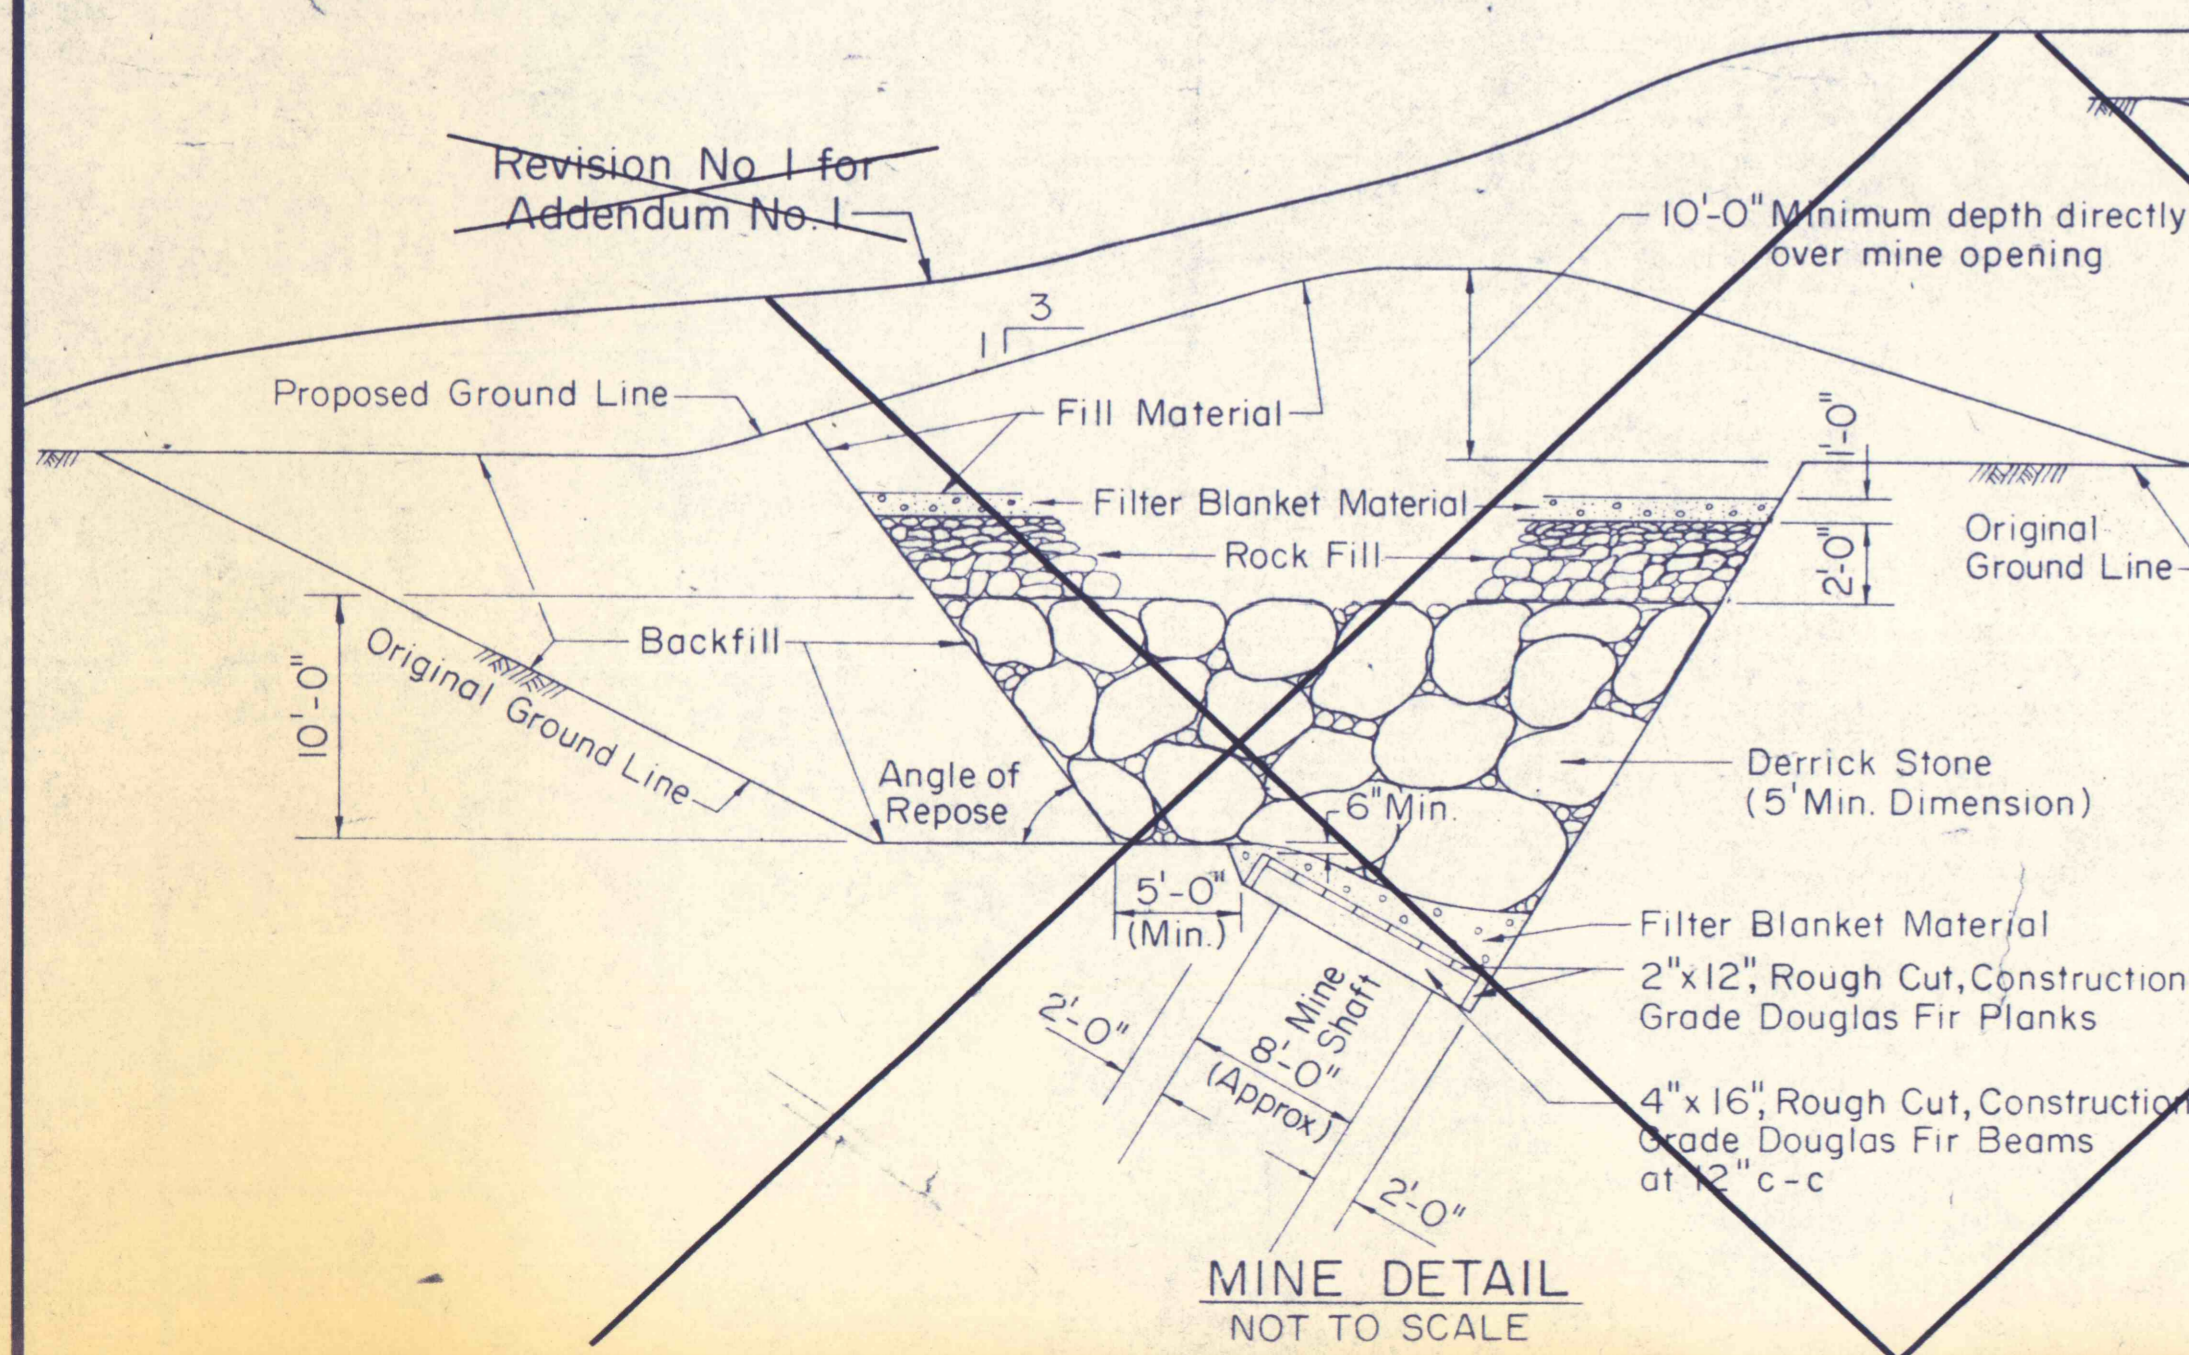 Revision No 1 for
Addendum No. 1
10'-0" Minimum depth directly
over mine opening
3
1
Proposed Ground Line
Fill Material
1'-0"
Filter Blanket Material
Rock Fill
2'-0"
Original
Ground Line
Backfill
10'-0"
Original Ground Line
Angle of
Repose
6" Min.
Derrick Stone
(5' Min. Dimension)
5'-0"
(Min.)
Filter Blanket Material
2"x12", Rough Cut, Construction
Grade Douglas Fir Planks
2'-0"
8'-0"
Mine
Shaft
(Approx)
4"x16", Rough Cut, Construction
Grade Douglas Fir Beams
at 12" c-c
2'-0"
MINE DETAIL
NOT TO SCALE